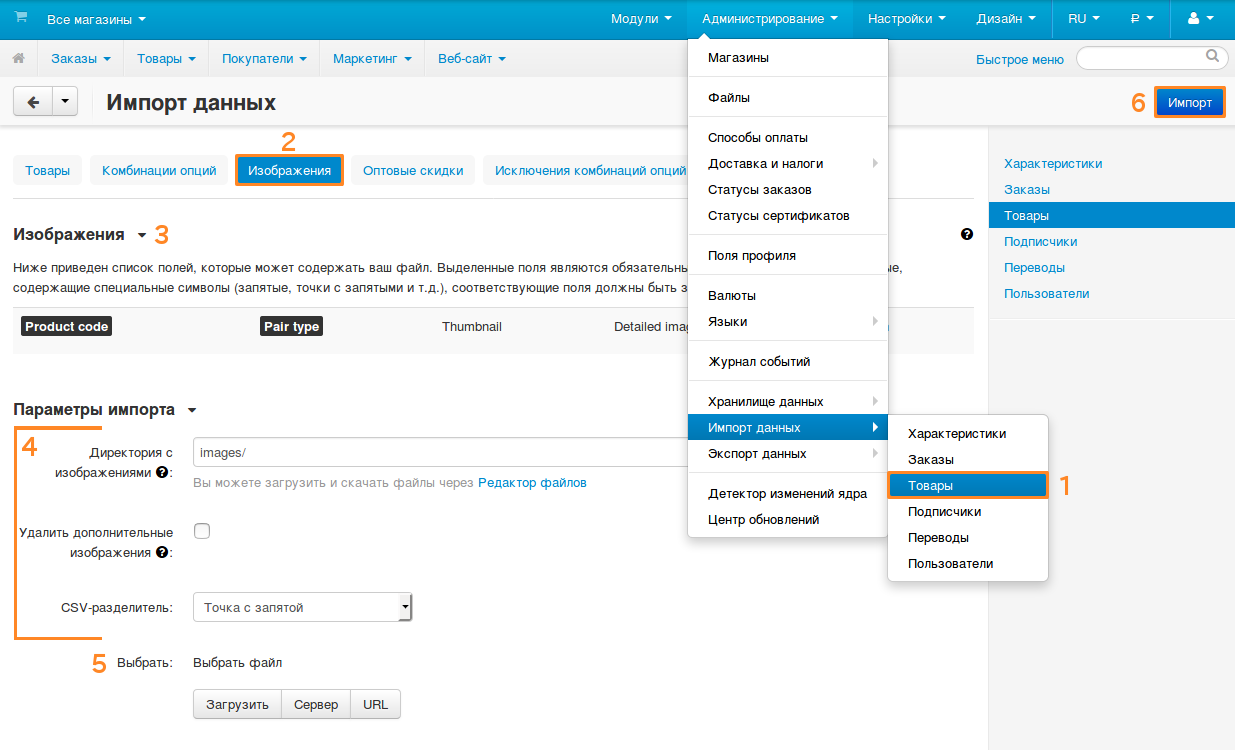 Все магазины
Модули
Администрирование
Настройки
Дизайн
RU
₽
Заказы
Товары
Покупатели
Маркетинг
Веб-сайт
Быстрое меню
Импорт данных
6
Импорт
2
Товары
Комбинации опций
Изображения
Оптовые скидки
Исключения комбинаций опций
Изображения
3
Ниже приведен список полей, которые может содержать ваш файл. Выделенные поля являются
содержащие специальные символы (запятые, точки с запятыми и т.д.), соответствующие поля должны быть
Product code
Pair type
Thumbnail
Detailed
Параметры импорта
4
Директория с
изображениями ?:
images/
Вы можете загрузить и скачать файлы через Редактор файлов
Удалить дополнительные
изображения ?:
CSV-разделитель:
Точка с запятой
5
Выбрать:
Выбрать файл
Загрузить
Сервер
URL
Магазины
Файлы
Способы оплаты
Доставка и налоги
Статусы заказов
Статусы сертификатов
Поля профиля
Валюты
Языки
Журнал событий
Хранилище данных
Импорт данных
Экспорт данных
Детектор изменений ядра
Центр обновлений
Характеристики
Заказы
Товары
1
Подписчики
Переводы
Пользователи
?
Характеристики
Заказы
Товары
Подписчики
Переводы
Пользователи